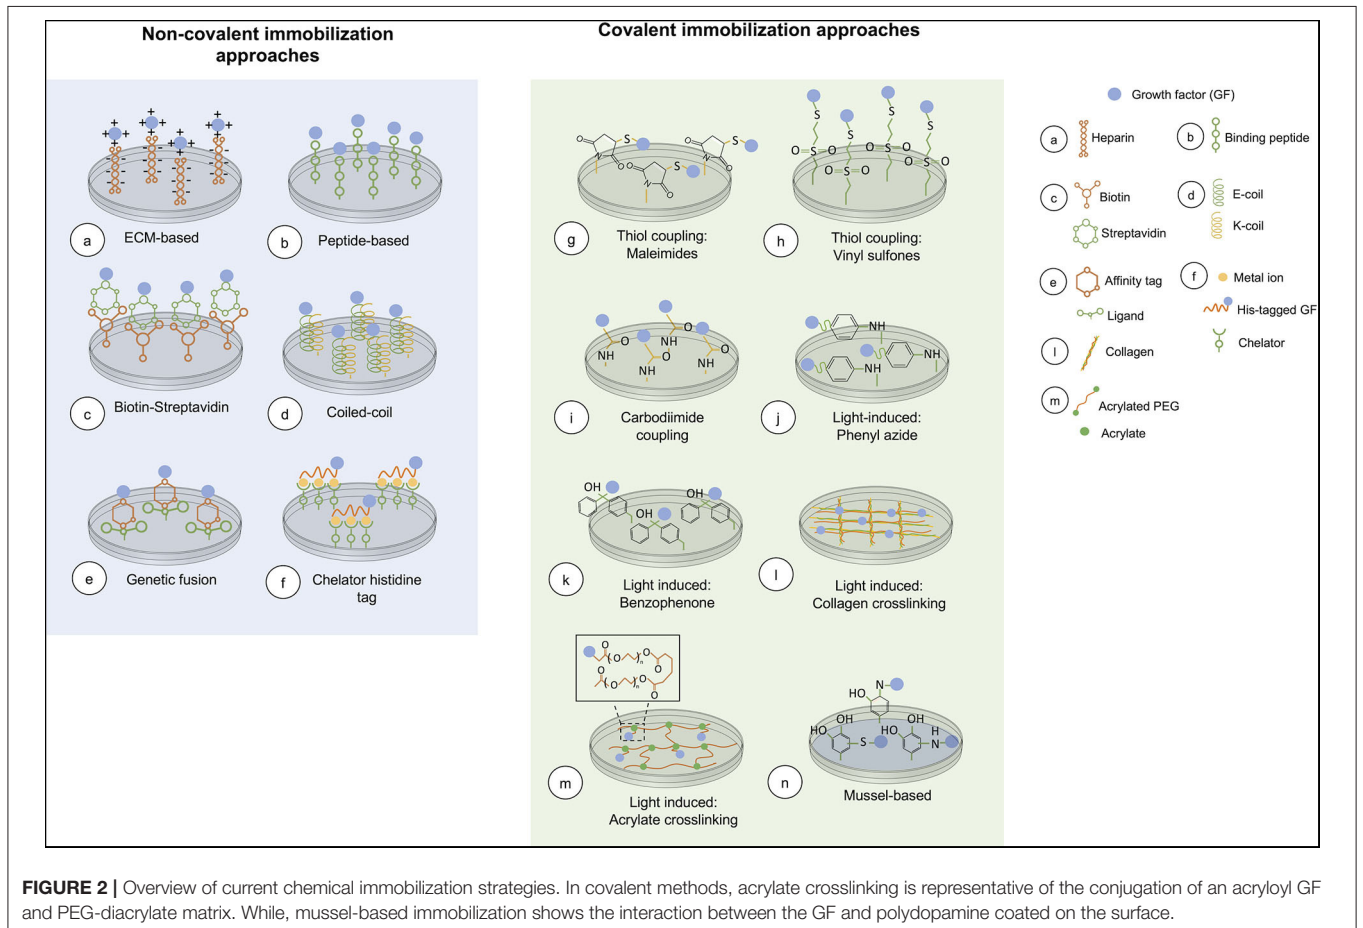 Non-covalent immobilization
approaches
Covalent immobilization approaches
a
ECM-based
b
Peptide-based
c
Biotin-Streptavidin
d
Coiled-coil
e
Genetic fusion
f
Chelator histidine
tag
g
Thiol coupling:
Maleimides
h
Thiol coupling:
Vinyl sulfones
i
Carbodiimide
coupling
j
Light-induced:
Phenyl azide
k
Light induced:
Benzophenone
l
Light induced:
Collagen crosslinking
m
Light induced:
Acrylate crosslinking
n
Mussel-based
Growth factor (GF)
a
Heparin
b
Binding peptide
c
Biotin
Streptavidin
d
E-coil
K-coil
e
Affinity tag
Ligand
f
Metal ion
His-tagged GF
Chelator
l
Collagen
m
Acrylated PEG
Acrylate
FIGURE 2 | Overview of current chemical immobilization strategies. In covalent methods, acrylate crosslinking is representative of the conjugation of an acryloyl GF
and PEG-diacrylate matrix. While, mussel-based immobilization shows the interaction between the GF and polydopamine coated on the surface.